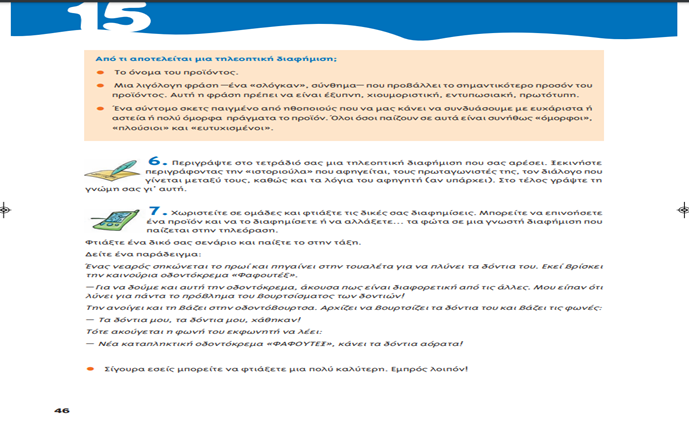 15
Από τι αποτελείται μια τηλεοπτική διαφήμιση;
● Το όνομα του προϊόντος.
● Μια λιγόλογη φράση —ένα «σλόγκαν», σύνθημα— που προβάλλει το σημαντικότερο προσόν του
προϊόντος. Αυτή η φράση πρέπει να είναι έξυπνη, χιουμοριστική, εντυπωσιακή, πρωτότυπη.
● Ένα σύντομο σκετς παιγμένο από ηθοποιούς που να μας κάνει να συνδυάσουμε με ευχάριστα ή
αστεία ή πολύ όμορφα πράγματα το προϊόν. Όλοι όσοι παίζουν σε αυτά είναι συνήθως «όμορφοι»,
«πλούσιοι» και «ευτυχισμένοι».
6. Περιγράψτε στο τετράδιό σας μια τηλεοπτική διαφήμιση που σας αρέσει. Ξεκινήστε
περιγράφοντας την «ιστοριούλα» που αφηγείται, τους πρωταγωνιστές της, τον διάλογο που
γίνεται μεταξύ τους, καθώς και τα λόγια του αφηγητή (αν υπάρχει). Στο τέλος γράψτε τη
γνώμη σας γι' αυτή.
7. Χωριστείτε σε ομάδες και φτιάξτε τις δικές σας διαφημίσεις. Μπορείτε να επινοήσετε
ένα προϊόν και να το διαφημίσετε ή να αλλάξετε... τα φώτα σε μια γνωστή διαφήμιση που
παίζεται στην τηλεόραση.
Φτιάξτε ένα δικό σας σενάριο και παίξτε το στην τάξη.
Δείτε ένα παράδειγμα:
Ένας νεαρός σηκώνεται το πρωί και πηγαίνει στην τουαλέτα για να πλύνει τα δόντια του. Εκεί βρίσκει
την καινούρια οδοντόκρεμα «Φαφουτέξ».
—Για να δούμε και αυτή την οδοντόκρεμα, άκουσα πως είναι διαφορετική από τις άλλες. Μου είπαν ότι
λύνει για πάντα το πρόβλημα του βουρτσίσματος των δοντιών!
Την ανοίγει και τη βάζει στην οδοντόβουρτσα. Αρχίζει να βουρτσίζει τα δόντια του και βάζει τις φωνές:
— Τα δόντια μου, τα δόντια μου, χάθηκαν!
Τότε ακούγεται η φωνή του εκφωνητή να λέει:
— Νέα καταπληκτική οδοντόκρεμα «ΦΑΦΟΥΤΕΞ», κάνει τα δόντια αόρατα!
● Σίγουρα εσείς μπορείτε να φτιάξετε μια πολύ καλύτερη. Εμπρός λοιπόν!
46